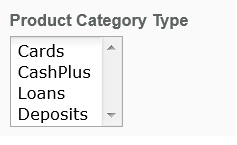 Product Category Type
Cards
CashPlus
Loans
Deposits